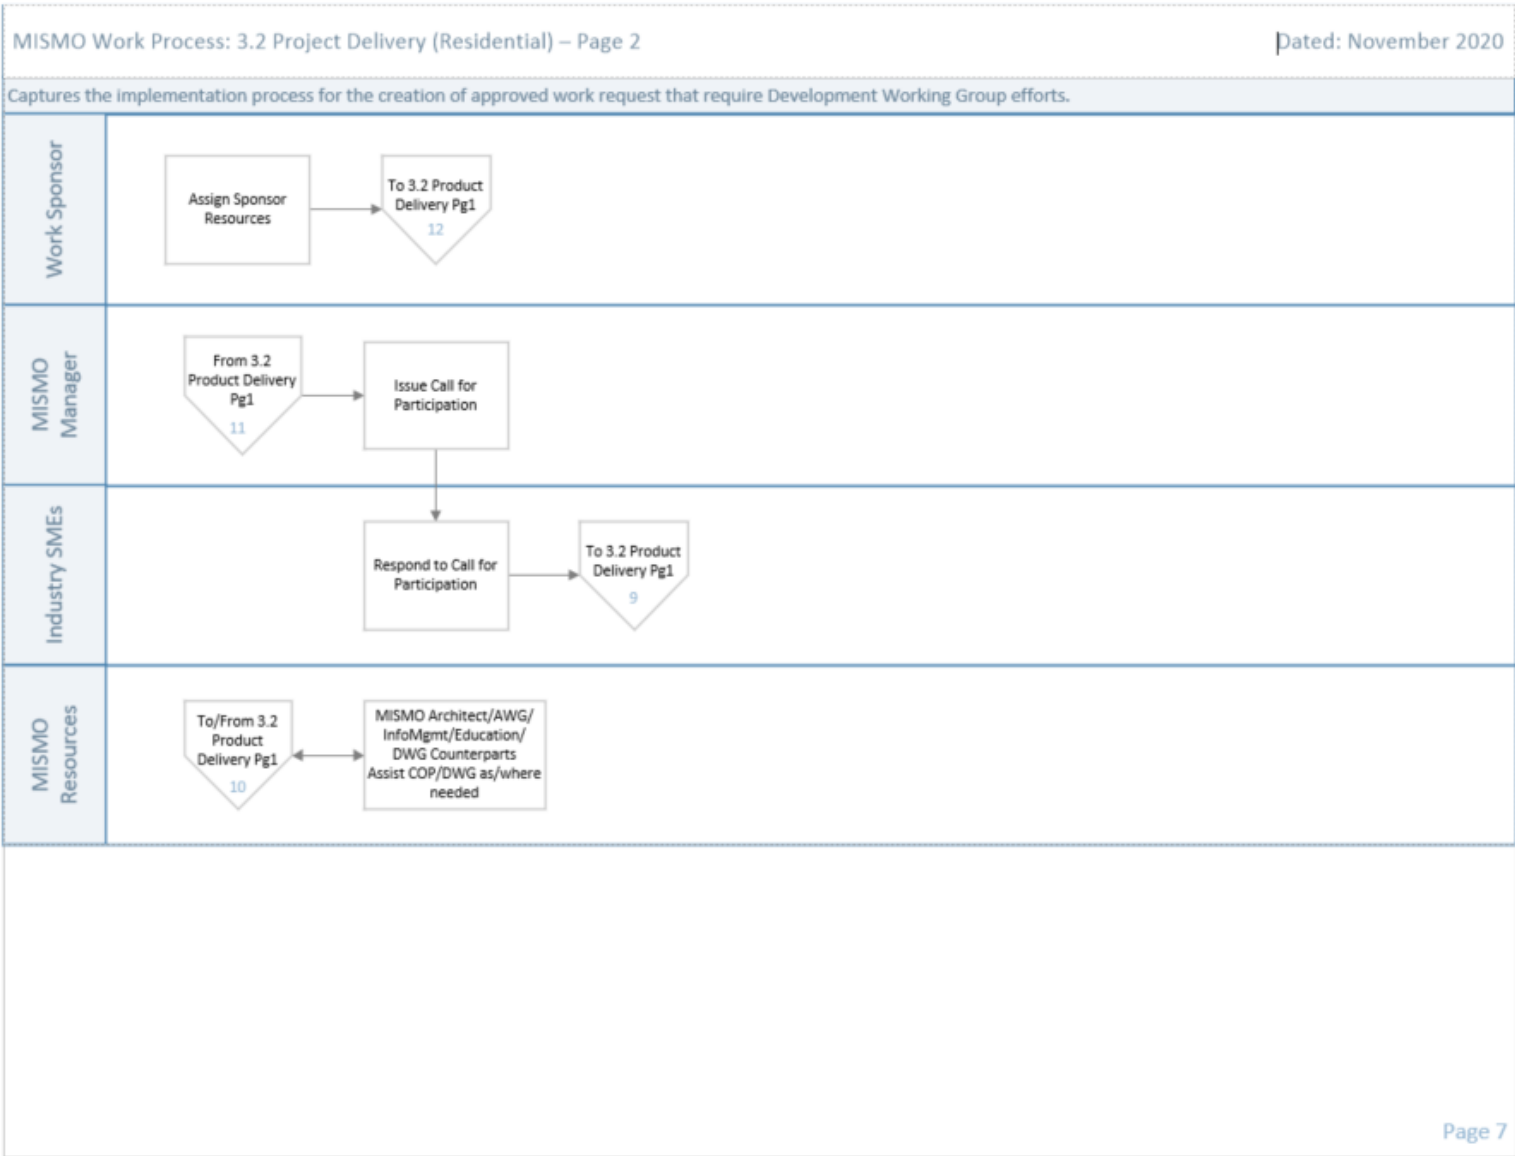 MISMO Work Process: 3.2 Project Delivery (Residential) – Page 2
Dated: November 2020
Captures the implementation process for the creation of approved work request that require Development Working Group efforts.
Work Sponsor
Assign Sponsor
Resources
To 3.2 Product
Delivery Pg1
12
MISMO
Manager
From 3.2
Product Delivery
Pg1
11
Issue Call for
Participation
Industry SMEs
Respond to Call for
Participation
To 3.2 Product
Delivery Pg1
9
MISMO
Resources
To/From 3.2
Product
Delivery Pg1
10
MISMO Architect/AWG/
InfoMgmt/Education/
DWG Counterparts
Assist COP/DWG as/where
needed
Page 7